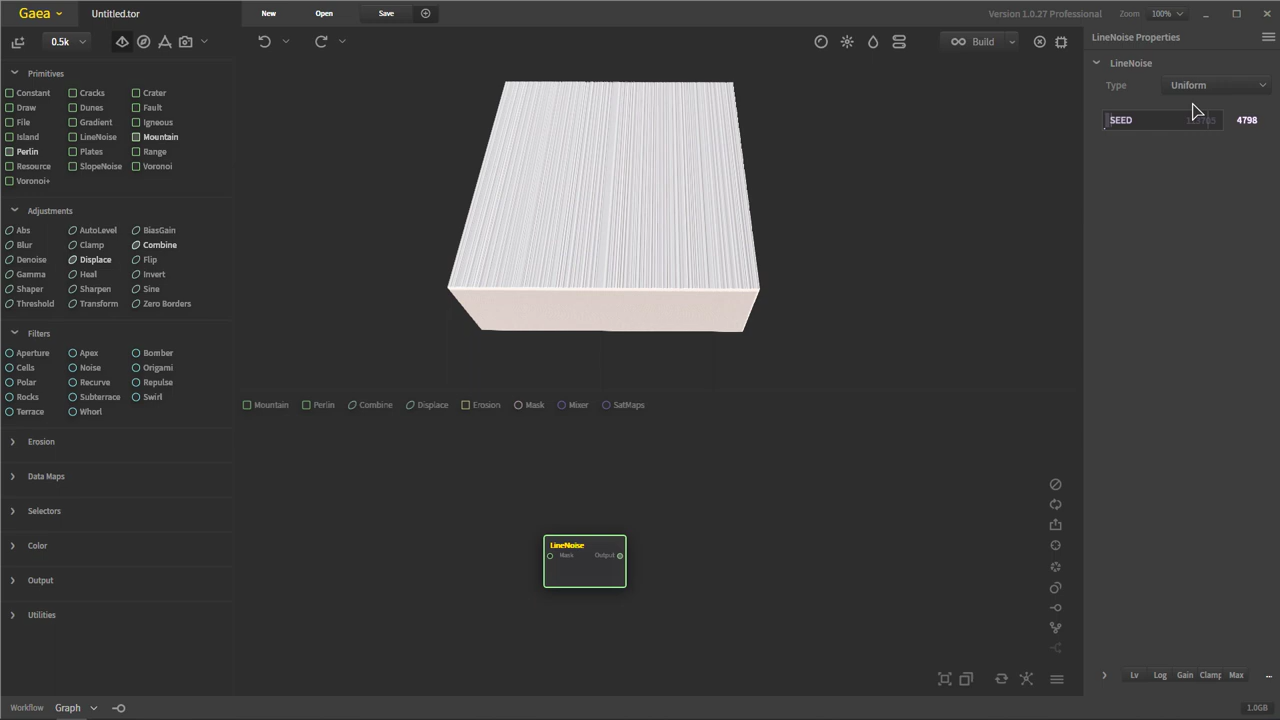 Gaea Untitled.tor New Open Save Version 1.0.27 Professional Zoom 100%
0.5k Build LineNoise Properties
Primitives
Constant Cracks Crater
Draw Dunes Fault
File Gradient Igneous
Island LineNoise Mountain
Perlin Plates Range
Resource SlopeNoise Voronoi
Voronoi+
Adjustments
Abs AutoLevel BiasGain
Blur Clamp Combine
Denoise Displace Flip
Gamma Heal Invert
Shaper Sharpen Sine
Threshold Transform Zero Borders
Filters
Aperture Apex Bomber
Cells Noise Origami
Polar Recurve Repulse
Rocks Subterrace Swirl
Terrace Whorl
Erosion
Data Maps
Selectors
Color
Output
Utilities
Mountain Perlin Combine Displace Erosion Mask Mixer SatMaps
LineNoise
Mask Output
LineNoise
Type Uniform
SEED 4798
Lv Log Gain Clamp Max ...
Workflow Graph 1.0GB